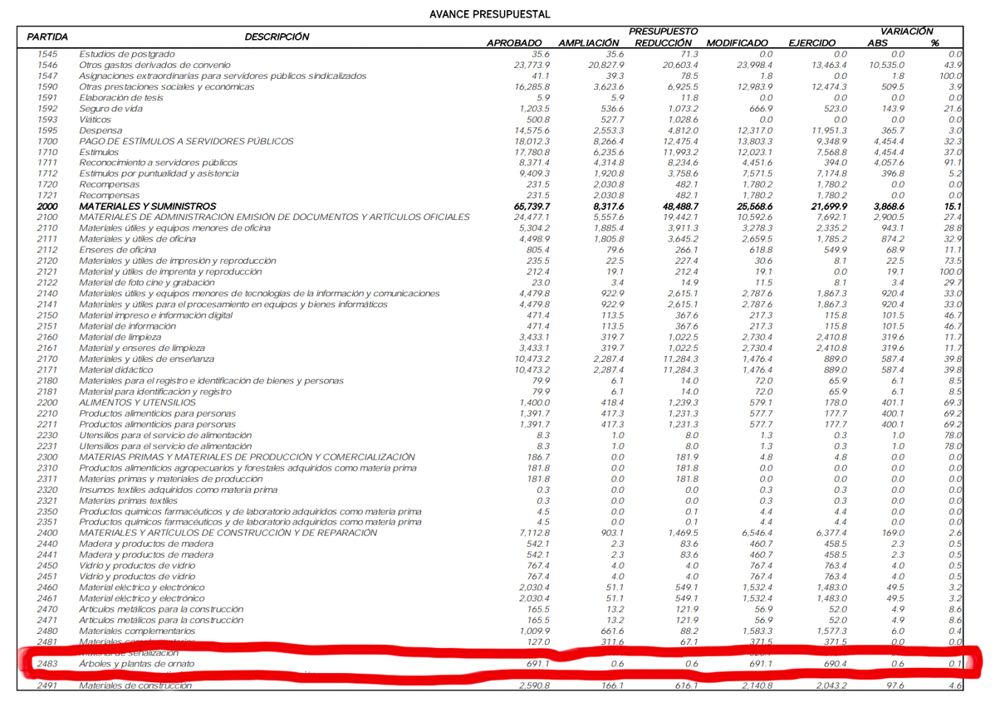 AVANCE PRESUPUESTAL
PRESUPUESTO VARIACIÓN
PARTIDA DESCRIPCIÓN APROBADO AMPLIACIÓN REDUCCIÓN MODIFICADO EJERCIDO ABS %
1545 Estudios de postgrado 35.6 35.6 71.3 0.0 0.0 0.0 0.0
1546 Otros gastos derivados de convenio 23,773.9 20,827.9 20,603.4 23,998.4 13,463.4 10,535.0 43.9
1547 Asignaciones extraordinarias para servidores públicos sindicalizados 41.1 39.3 78.5 1.8 0.0 1.8 100.0
1590 Otras prestaciones sociales y económicas 16,285.8 3,623.6 6,925.5 12,983.9 12,474.3 509.5 3.9
1591 Elaboración de tesis 5.9 5.9 11.8 0.0 0.0 0.0 0.0
1592 Seguro de vida 1,203.5 536.6 1,073.2 666.9 523.0 143.9 21.6
1593 Viáticos 500.8 527.7 1,028.6 0.0 0.0 0.0 0.0
1595 Despensa 14,575.6 2,553.3 4,812.0 12,317.0 11,951.3 365.7 3.0
1700 PAGO DE ESTÍMULOS A SERVIDORES PÚBLICOS 18,012.3 8,266.4 12,475.4 13,803.3 9,348.9 4,454.4 32.3
1710 Estímulos 17,780.8 6,235.6 11,993.2 12,023.1 7,568.8 4,454.4 37.0
1711 Reconocimiento a servidores públicos 8,371.4 4,314.8 8,234.6 4,451.6 394.0 4,057.6 91.1
1712 Estímulos por puntualidad y asistencia 9,409.3 1,920.8 3,758.6 7,571.5 7,174.8 396.8 5.2
1720 Recompensas 231.5 2,030.8 482.1 1,780.2 1,780.2 0.0 0.0
1721 Recompensas 231.5 2,030.8 482.1 1,780.2 1,780.2 0.0 0.0
2000 MATERIALES Y SUMINISTROS 65,739.7 8,317.6 48,488.7 25,568.6 21,699.9 3,868.6 15.1
2100 MATERIALES DE ADMINISTRACIÓN EMISIÓN DE DOCUMENTOS Y ARTÍCULOS OFICIALES 24,477.1 5,557.6 19,442.1 10,592.6 7,692.1 2,900.5 27.4
2110 Materiales útiles y equipos menores de oficina 5,304.2 1,885.4 3,911.3 3,278.3 2,335.2 943.1 28.8
2111 Materiales y útiles de oficina 4,498.9 1,805.8 3,645.2 2,659.5 1,785.2 874.2 32.9
2112 Enseres de oficina 805.4 79.6 266.1 618.8 549.9 68.9 11.1
2120 Materiales y útiles de impresión y reproducción 235.5 22.5 227.4 30.6 8.1 22.5 73.5
2121 Material y útiles de imprenta y reproducción 212.4 19.1 212.4 19.1 0.0 19.1 100.0
2122 Material de foto cine y grabación 23.0 3.4 14.9 11.5 8.1 3.4 29.7
2140 Materiales útiles y equipos menores de tecnologías de la información y comunicaciones 4,479.8 922.9 2,615.1 2,787.6 1,867.3 920.4 33.0
2141 Materiales y útiles para el procesamiento en equipos y bienes informáticos 4,479.8 922.9 2,615.1 2,787.6 1,867.3 920.4 33.0
2150 Material impreso e información digital 471.4 113.5 367.6 217.3 115.8 101.5 46.7
2151 Material de información 471.4 113.5 367.6 217.3 115.8 101.5 46.7
2160 Material de limpieza 3,433.1 319.7 1,022.5 2,730.4 2,410.8 319.6 11.7
2161 Material y enseres de limpieza 3,433.1 319.7 1,022.5 2,730.4 2,410.8 319.6 11.7
2170 Materiales y útiles de enseñanza 10,473.2 2,287.4 11,284.3 1,476.4 889.0 587.4 39.8
2171 Material didáctico 10,473.2 2,287.4 11,284.3 1,476.4 889.0 587.4 39.8
2180 Materiales para el registro e identificación de bienes y personas 79.9 6.1 14.0 72.0 65.9 6.1 8.5
2181 Material para identificación y registro 79.9 6.1 14.0 72.0 65.9 6.1 8.5
2200 ALIMENTOS Y UTENSILIOS 1,400.0 418.4 1,239.3 579.1 178.0 401.1 69.3
2210 Productos alimenticios para personas 1,391.7 417.3 1,231.3 577.7 177.7 400.1 69.2
2211 Productos alimenticios para personas 1,391.7 417.3 1,231.3 577.7 177.7 400.1 69.2
2230 Utensilios para el servicio de alimentación 8.3 1.0 8.0 1.3 0.3 1.0 78.0
2231 Utensilios para el servicio de alimentación 8.3 1.0 8.0 1.3 0.3 1.0 78.0
2300 MATERIAS PRIMAS Y MATERIALES DE PRODUCCIÓN Y COMERCIALIZACIÓN 186.7 0.0 181.9 4.8 4.8 0.0 0.0
2310 Productos alimenticios agropecuarios y forestales adquiridos como materia prima 181.8 0.0 181.8 0.0 0.0 0.0 0.0
2311 Materias primas y materiales de producción 181.8 0.0 181.8 0.0 0.0 0.0 0.0
2320 Insumos textiles adquiridos como materia prima 0.3 0.0 0.0 0.3 0.3 0.0 0.0
2321 Materias primas textiles 0.3 0.0 0.0 0.3 0.3 0.0 0.0
2350 Productos químicos farmacéuticos y de laboratorio adquiridos como materia prima 4.5 0.0 0.1 4.4 4.4 0.0 0.0
2351 Productos químicos farmacéuticos y de laboratorio adquiridos como materia prima 4.5 0.0 0.1 4.4 4.4 0.0 0.0
2400 MATERIALES Y ARTÍCULOS DE CONSTRUCCIÓN Y DE REPARACIÓN 7,112.8 903.1 1,469.5 6,546.4 6,377.4 169.0 2.6
2440 Madera y productos de madera 542.1 2.3 83.6 460.7 458.5 2.3 0.5
2441 Madera y productos de madera 542.1 2.3 83.6 460.7 458.5 2.3 0.5
2450 Vidrio y productos de vidrio 767.4 4.0 4.0 767.4 763.4 4.0 0.5
2451 Vidrio y productos de vidrio 767.4 4.0 4.0 767.4 763.4 4.0 0.5
2460 Material eléctrico y electrónico 2,030.4 51.1 549.1 1,532.4 1,483.0 49.5 3.2
2461 Material eléctrico y electrónico 2,030.4 51.1 549.1 1,532.4 1,483.0 49.5 3.2
2470 Artículos metálicos para la construcción 165.5 13.2 121.9 56.9 52.0 4.9 8.6
2471 Artículos metálicos para la construcción 165.5 13.2 121.9 56.9 52.0 4.9 8.6
2480 Materiales complementarios 1,009.9 661.6 88.2 1,583.3 1,577.3 6.0 0.4
2481 Materiales complementarios 127.0 311.6 67.1 371.5 371.5 0.0 0.0
Material de señalización
2483 Árboles y plantas de ornato 691.1 0.6 0.6 691.1 690.4 0.6 0.1
2491 Materiales de construcción 2,590.8 166.1 616.1 2,140.8 2,043.2 97.6 4.6